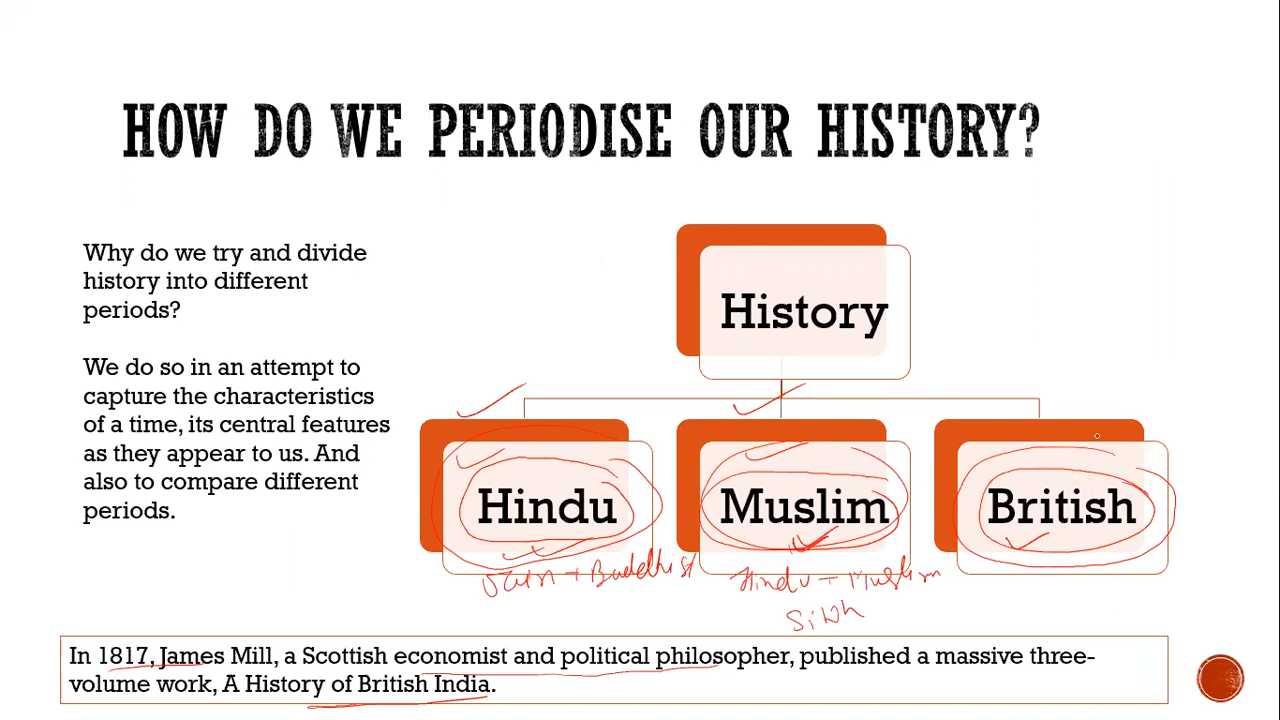 HOW DO WE PERIODISE OUR HISTORY?
Why do we try and divide
history into different
periods?
We do so in an attempt to
capture the characteristics
of a time, its central features
as they appear to us. And
also to compare different
periods.
History
Hindu
Muslim
British
Jain + Buddhist
Hindu + Muslim
Sikh
In 1817, James Mill, a Scottish economist and political philosopher, published a massive three-
volume work, A History of British India.